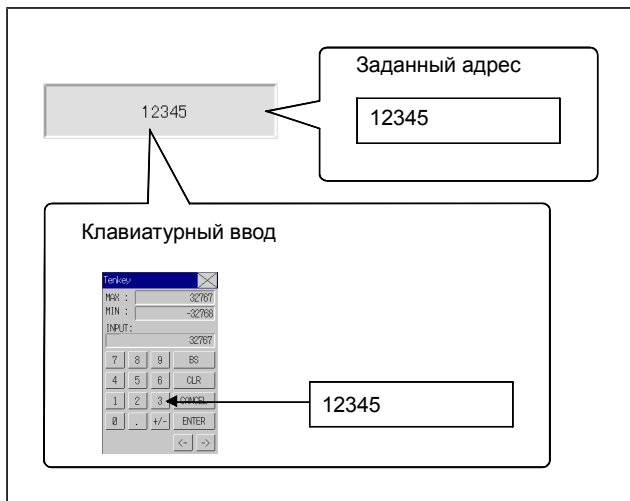 Заданный адрес
12345
12345
Клавиатурный ввод
Tenkey
MAX : 32767
MIN : -32768
INPUT:
32767
7 8 9 BS
4 5 6 CLR
1 2 3 CANCEL
0 . +/- ENTER
<- ->
12345